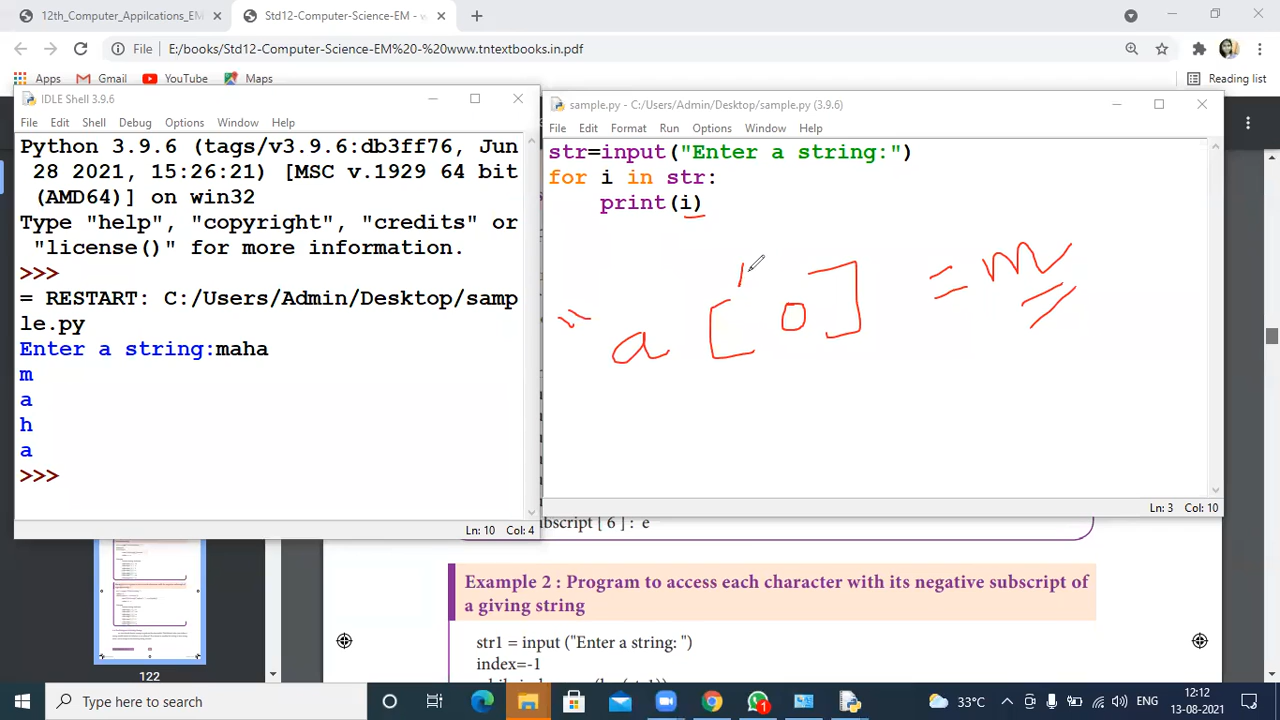 12th_Computer_Applcations_EM
Std12-Computer-Science-EM - w
File
E:/books/Std12-Computer-Science-EM%20-%20www.tntextbooks.in.pdf
Apps
Gmail
YouTube
Maps
Reading list
IDLE Shell 3.9.6
File Edit Shell Debug Options Window Help
Python 3.9.6 (tags/v3.9.6:db3ff76, Jun
28 2021, 15:26:21) [MSC v.1929 64 bit
(AMD64)] on win32
Type "help", "copyright", "credits" or
"license()" for more information.
>>>
= RESTART: C:/Users/Admin/Desktop/samp
le.py
Enter a string:maha
m
a
h
a
>>>
Ln: 10 Col: 4
sample.py - C:/Users/Admin/Desktop/sample.py (3.9.6)
File Edit Format Run Options Window Help
str=input("Enter a string:")
for i in str:
print(i)
" a [ 0 ] = m
Ln: 3 Col: 10
bscript [ 6 ] : e
Example 2 : Program to access each character with its negative subscript of
a giving string
str1 = input ("Enter a string: ")
index=-1
122
Type here to search
1
33°C
ENG
12:12
13-08-2021